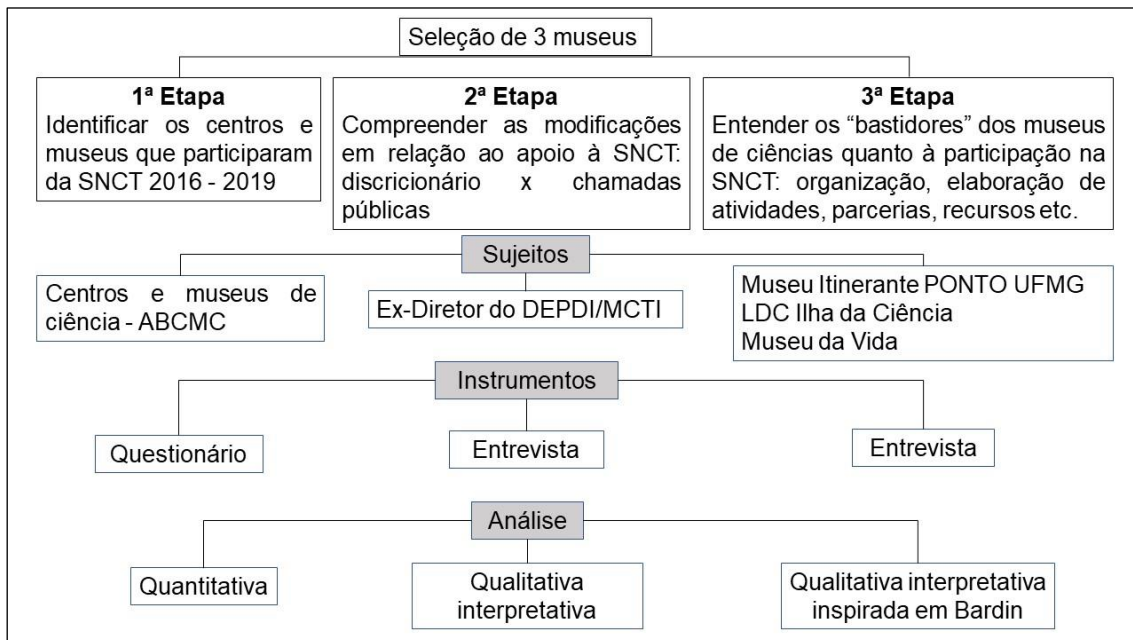 Seleção de 3 museus
1ª Etapa
Identificar os centros e
museus que participaram
da SNCT 2016 - 2019
2ª Etapa
Compreender as modificações
em relação ao apoio à SNCT:
discricionário x chamadas
públicas
3ª Etapa
Entender os “bastidores” dos museus
de ciências quanto à participação na
SNCT: organização, elaboração de
atividades, parcerias, recursos etc.
Sujeitos
Centros e museus de
ciência - ABCMC
Ex-Diretor do DEPDI/MCTI
Museu Itinerante PONTO UFMG
LDC Ilha da Ciência
Museu da Vida
Instrumentos
Questionário
Entrevista
Entrevista
Análise
Quantitativa
Qualitativa
interpretativa
Qualitativa interpretativa
inspirada em Bardin